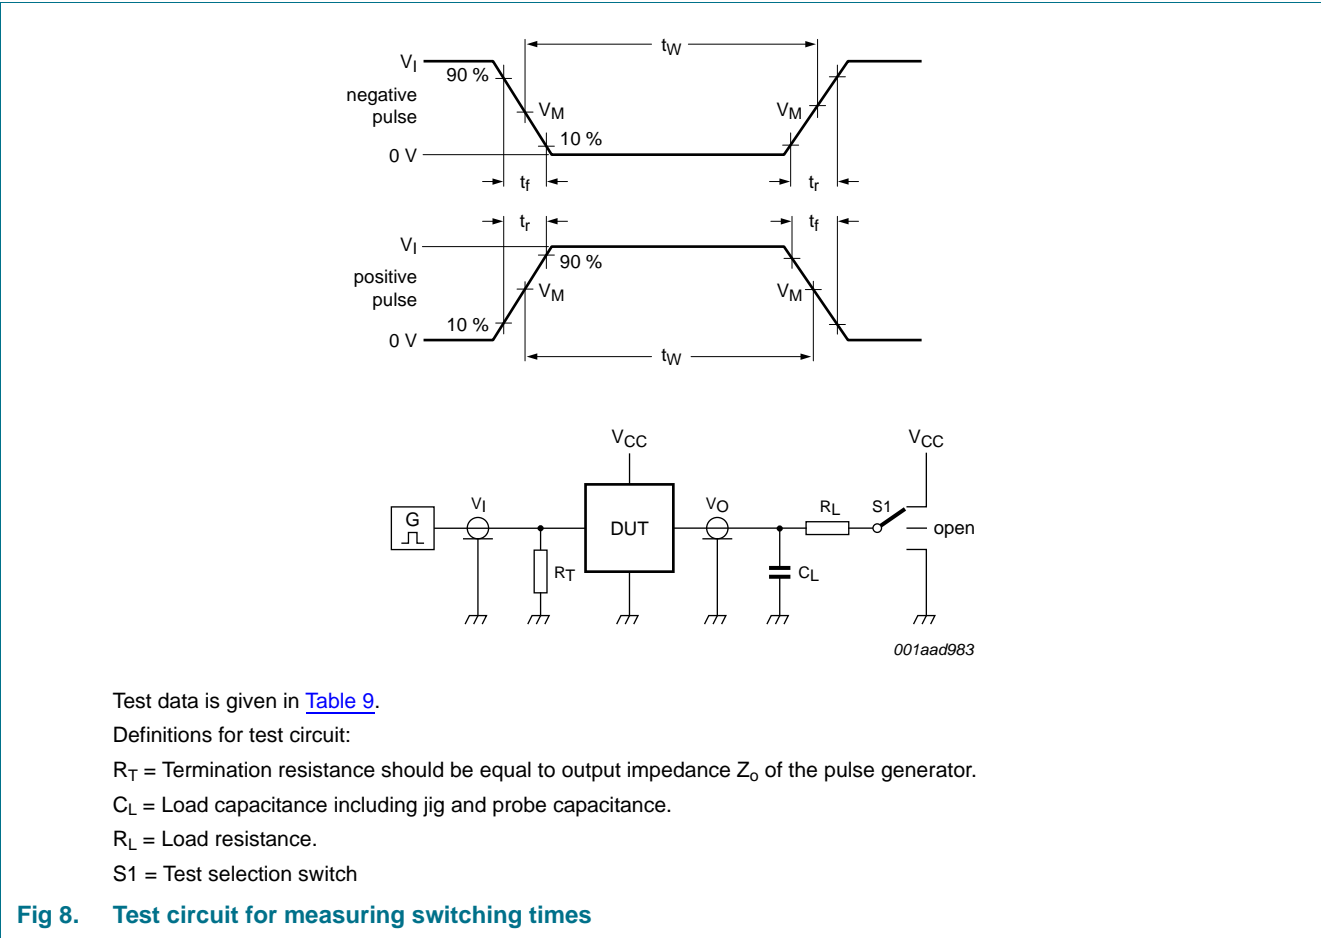 tW
VI
90 %
negative
pulse
VM
VM
10 %
0 V
tf
tr
tr
tf
VI
90 %
positive
pulse
VM
VM
10 %
0 V
tW
VCC
VCC
VI
VO
RL
S1
G
DUT
open
RT
CL
001aad983
Test data is given in Table 9.
Definitions for test circuit:
RT = Termination resistance should be equal to output impedance Zo of the pulse generator.
CL = Load capacitance including jig and probe capacitance.
RL = Load resistance.
S1 = Test selection switch
Fig 8. Test circuit for measuring switching times